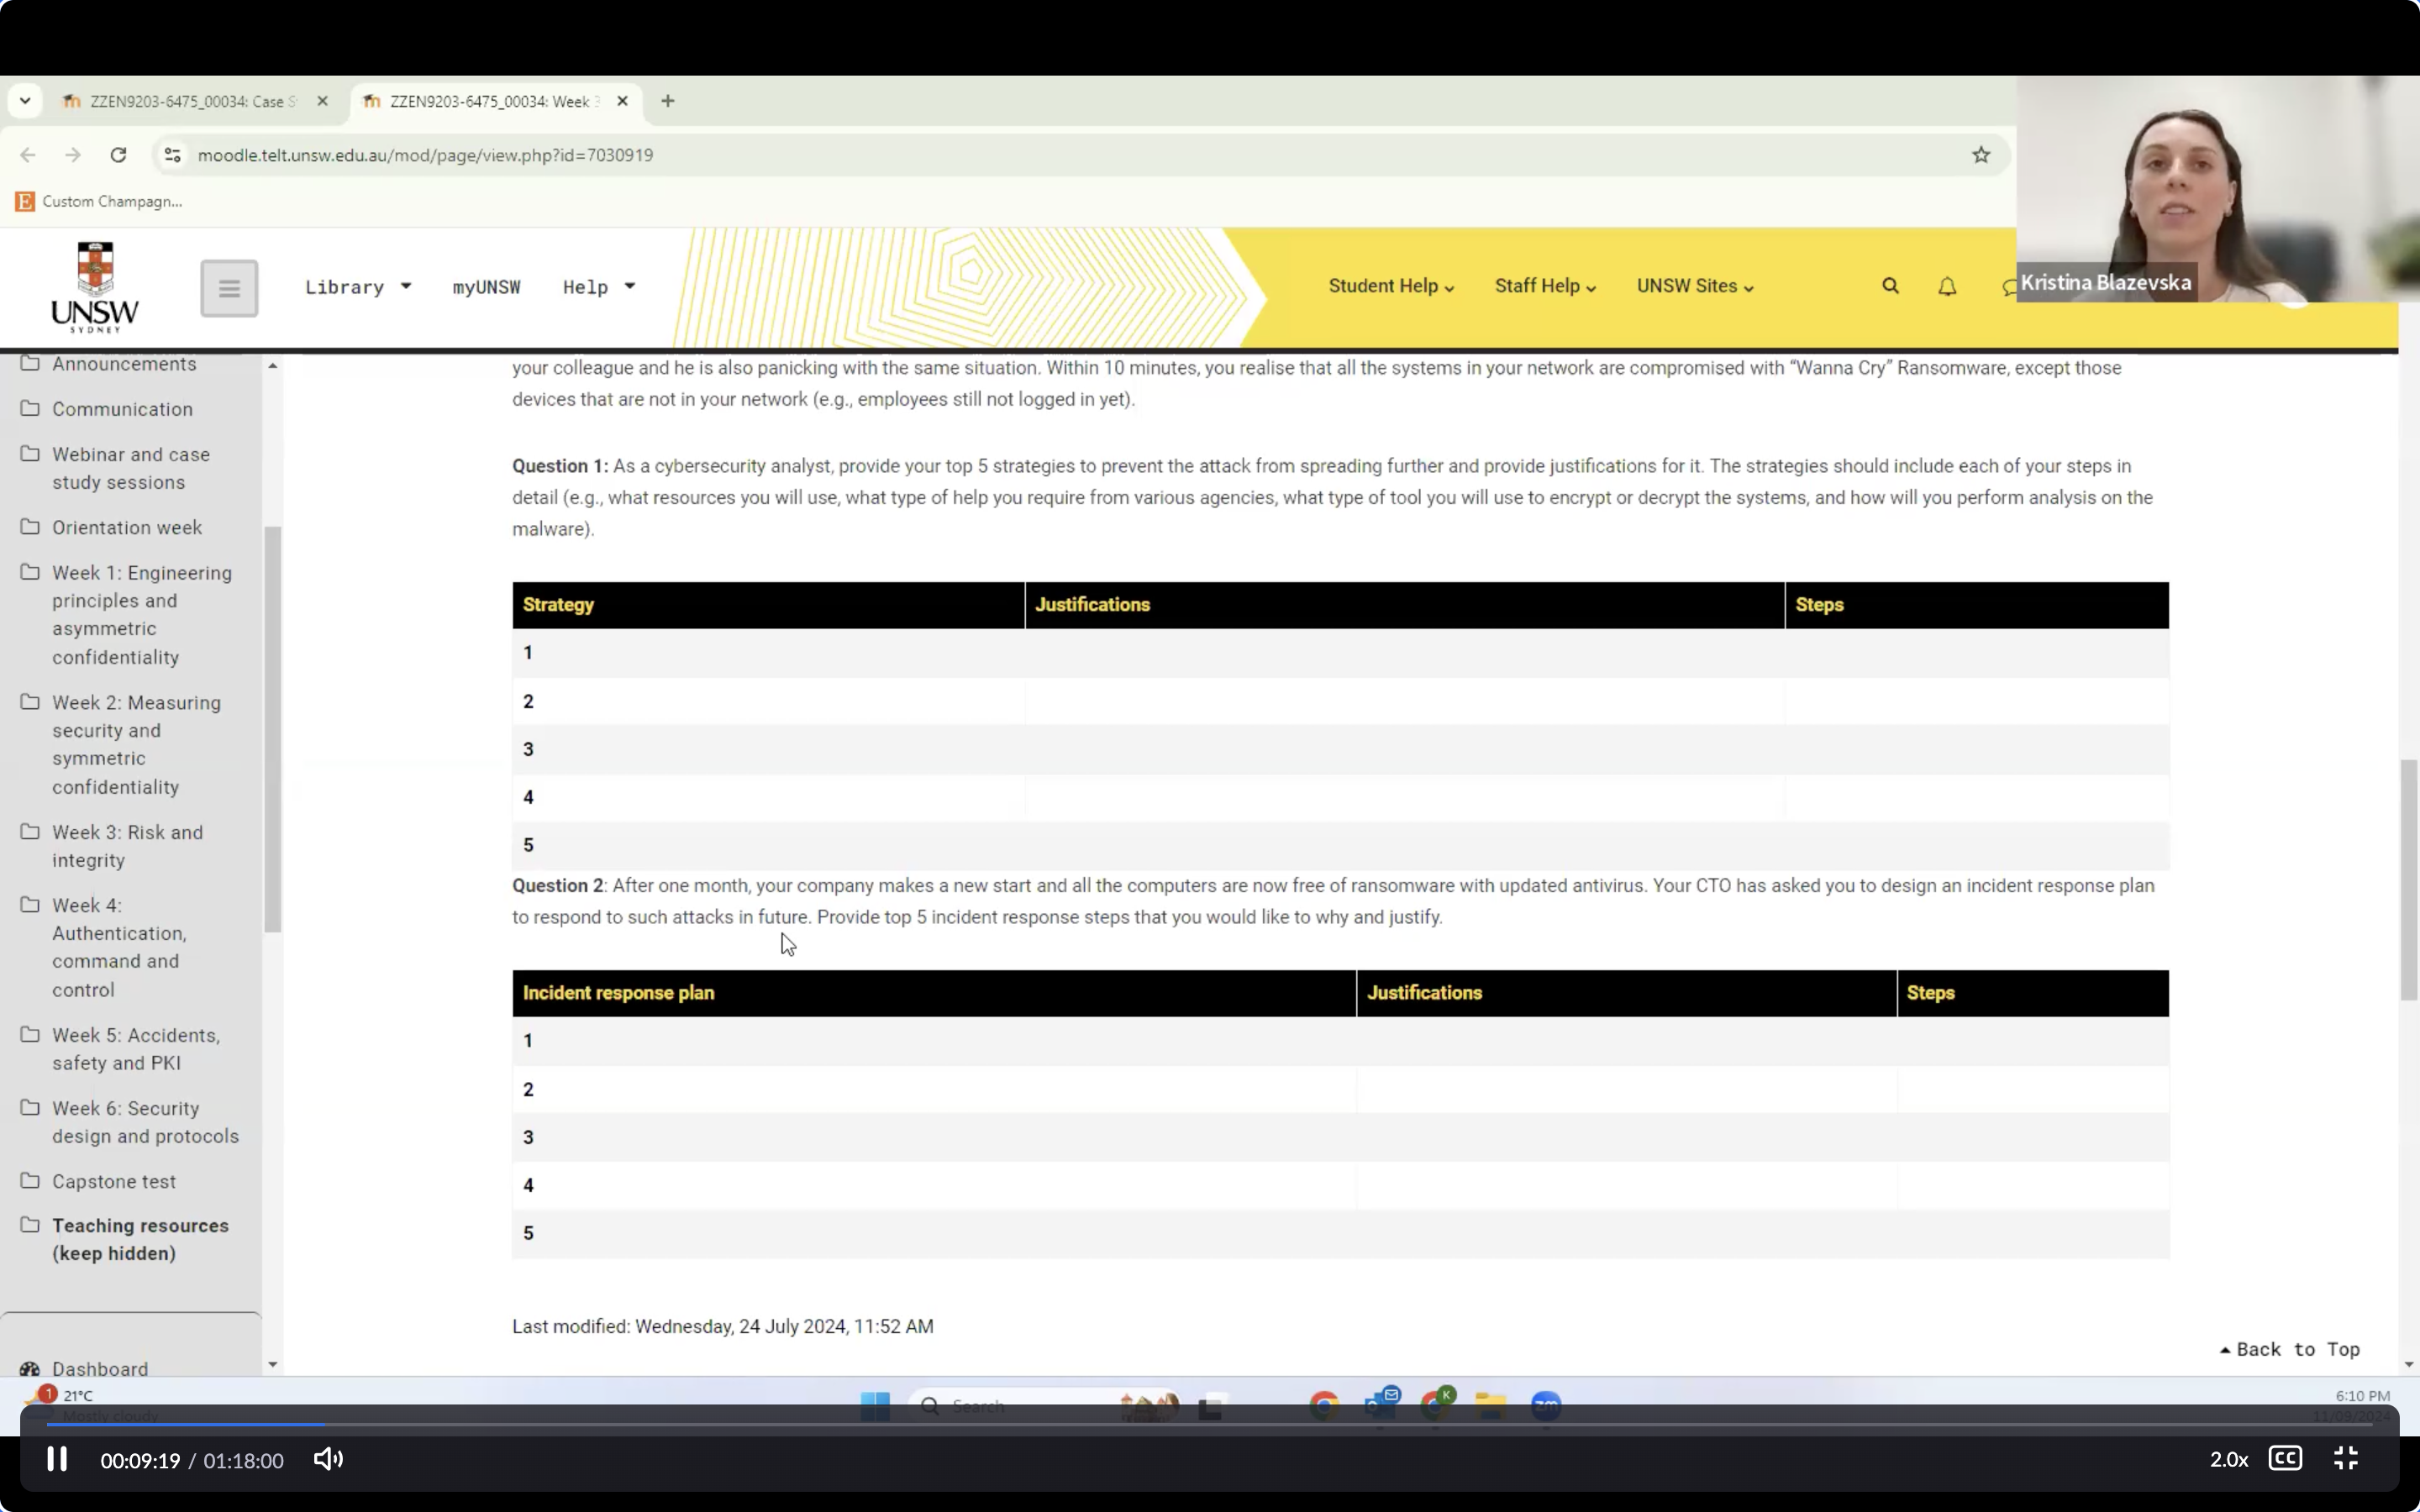 ZZEN9203-6475_00034: Case S
ZZEN9203-6475_00034: Week 3
moodle.telt.unsw.edu.au/mod/page/view.php?id=7030919
E Custom Champagn...
UNSW
SYDNEY
Library
myUNSW
Help
Student Help
Staff Help
UNSW Sites
Kristina Blazevska
Announcements
Communication
Webinar and case
study sessions
Orientation week
Week 1: Engineering
principles and
asymmetric
confidentiality
Week 2: Measuring
security and
symmetric
confidentiality
Week 3: Risk and
integrity
Week 4:
Authentication,
command and
control
Week 5: Accidents,
safety and PKI
Week 6: Security
design and protocols
Capstone test
Teaching resources
(keep hidden)
Dashboard
your colleague and he is also panicking with the same situation. Within 10 minutes, you realise that all the systems in your network are compromised with “Wanna Cry” Ransomware, except those
devices that are not in your network (e.g., employees still not logged in yet).
Question 1: As a cybersecurity analyst, provide your top 5 strategies to prevent the attack from spreading further and provide justifications for it. The strategies should include each of your steps in
detail (e.g., what resources you will use, what type of help you require from various agencies, what type of tool you will use to encrypt or decrypt the systems, and how will you perform analysis on the
malware).
Strategy Justifications Steps
1
2
3
4
5
Question 2: After one month, your company makes a new start and all the computers are now free of ransomware with updated antivirus. Your CTO has asked you to design an incident response plan
to respond to such attacks in future. Provide top 5 incident response steps that you would like to why and justify.
Incident response plan Justifications Steps
1
2
3
4
5
Last modified: Wednesday, 24 July 2024, 11:52 AM
Back to Top
1
21°C
Mostly cloudy
Search
K
zm
6:10 PM
11/09/2024
00:09:19 / 01:18:00
2.0x
CC